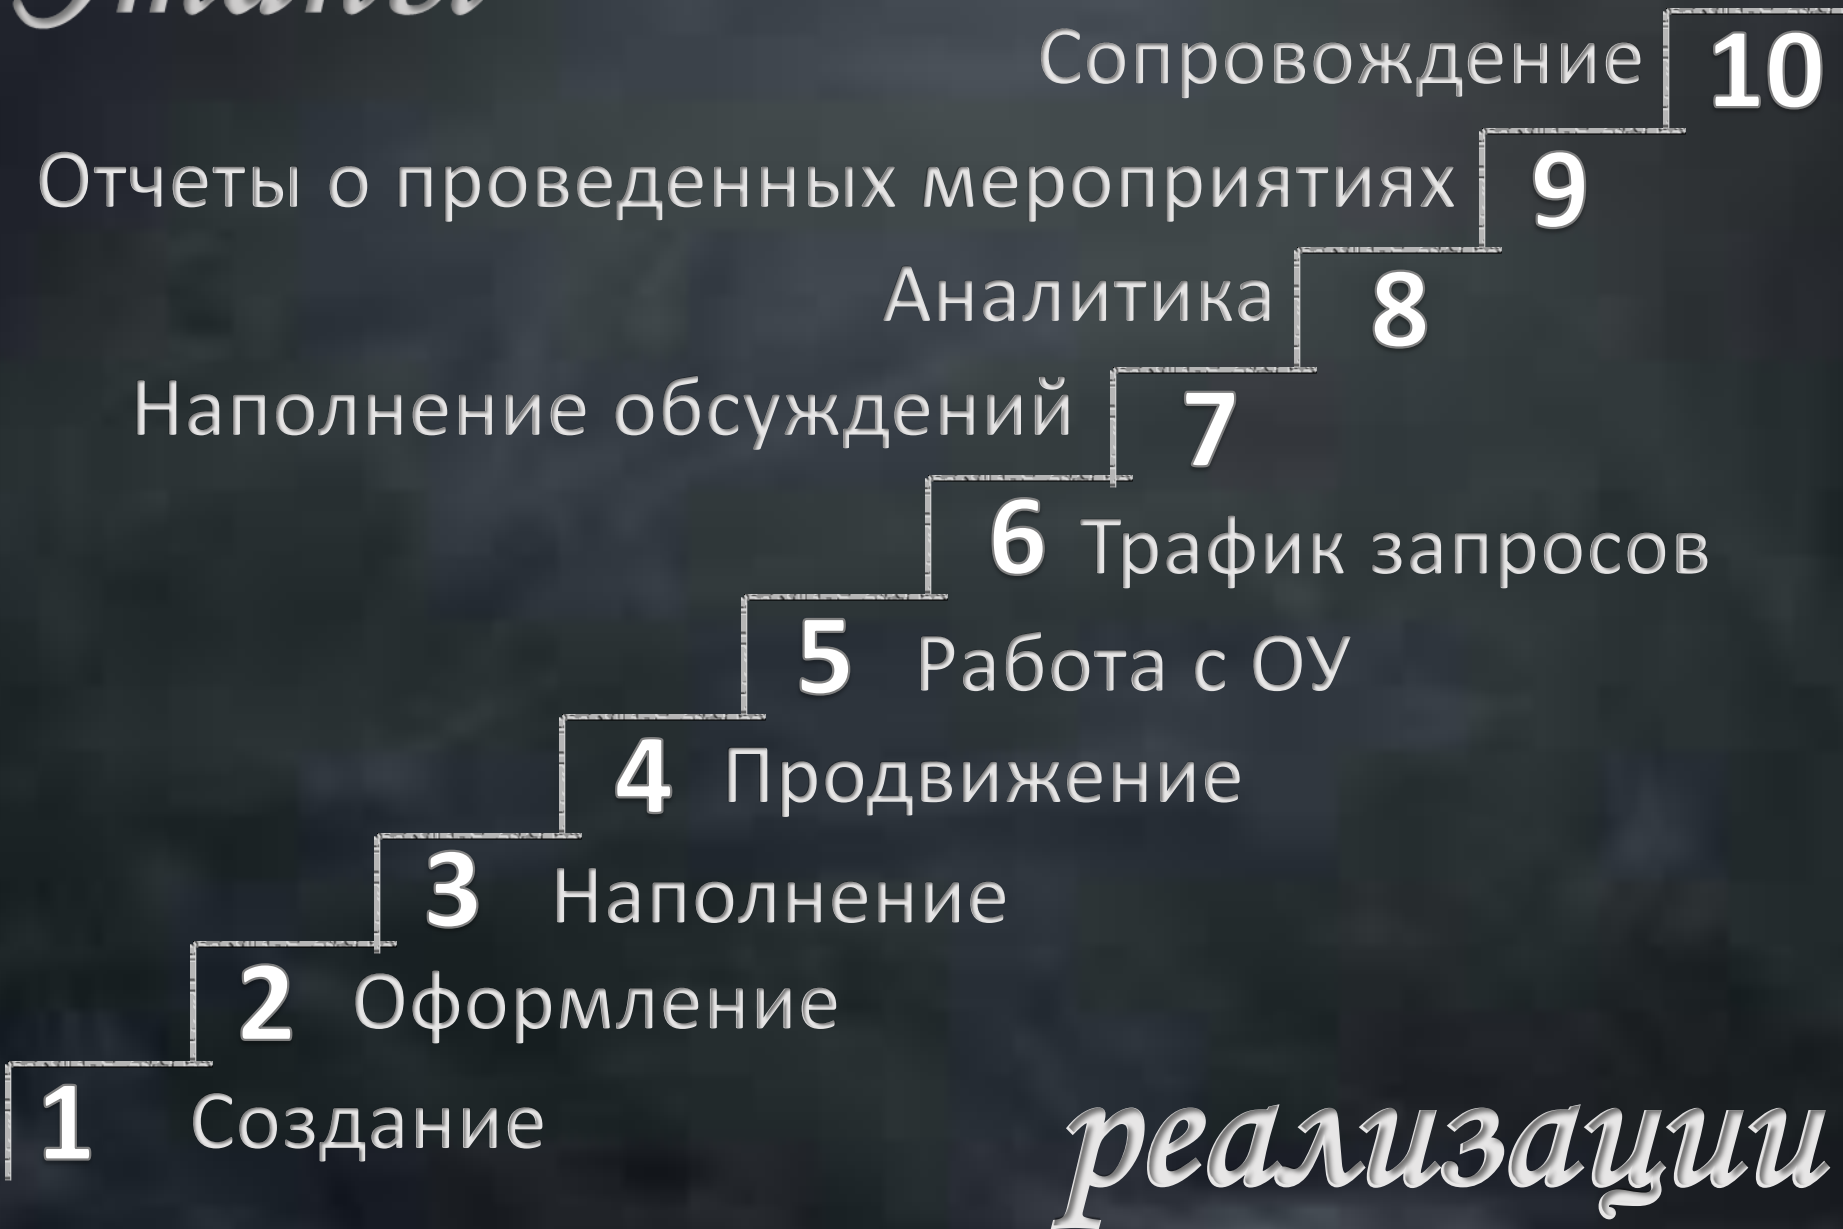 Этапы
Сопровождение 10
Отчеты о проведенных мероприятиях 9
Аналитика 8
Наполнение обсуждений 7
6 Трафик запросов
5 Работа с ОУ
4 Продвижение
3 Наполнение
2 Оформление
1 Создание
реализации